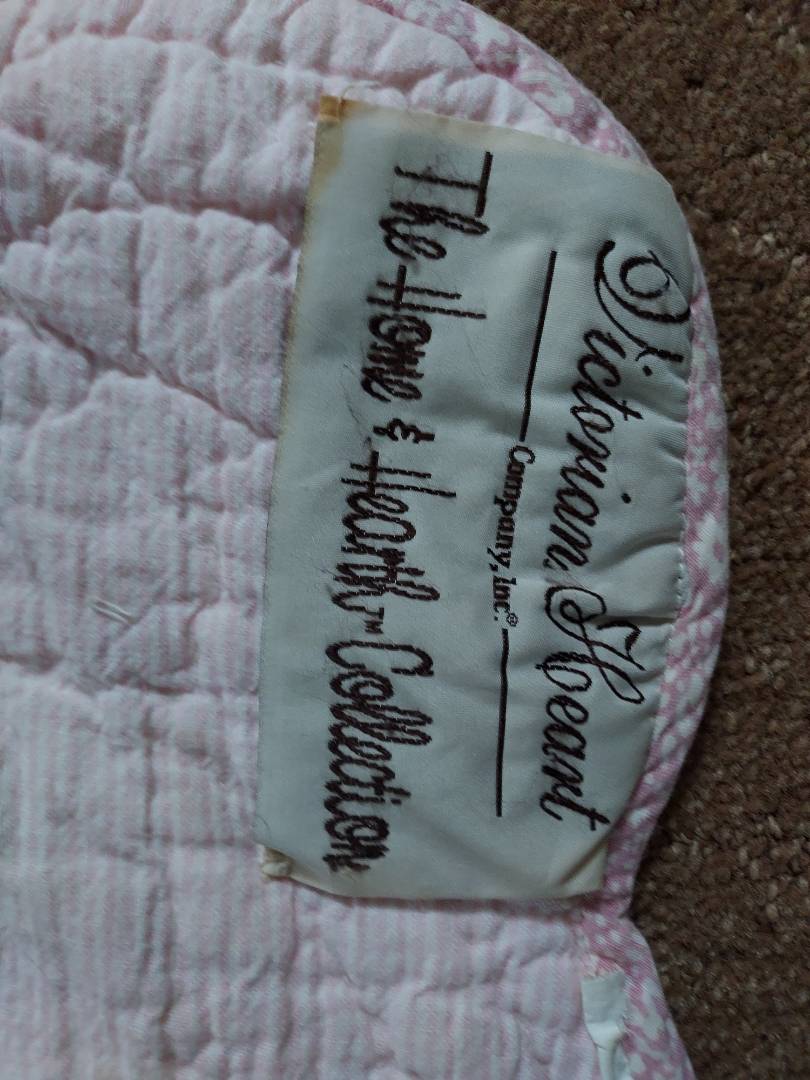 Victorian Heart
Company, Inc.®
The Home & Hearth™ Collection